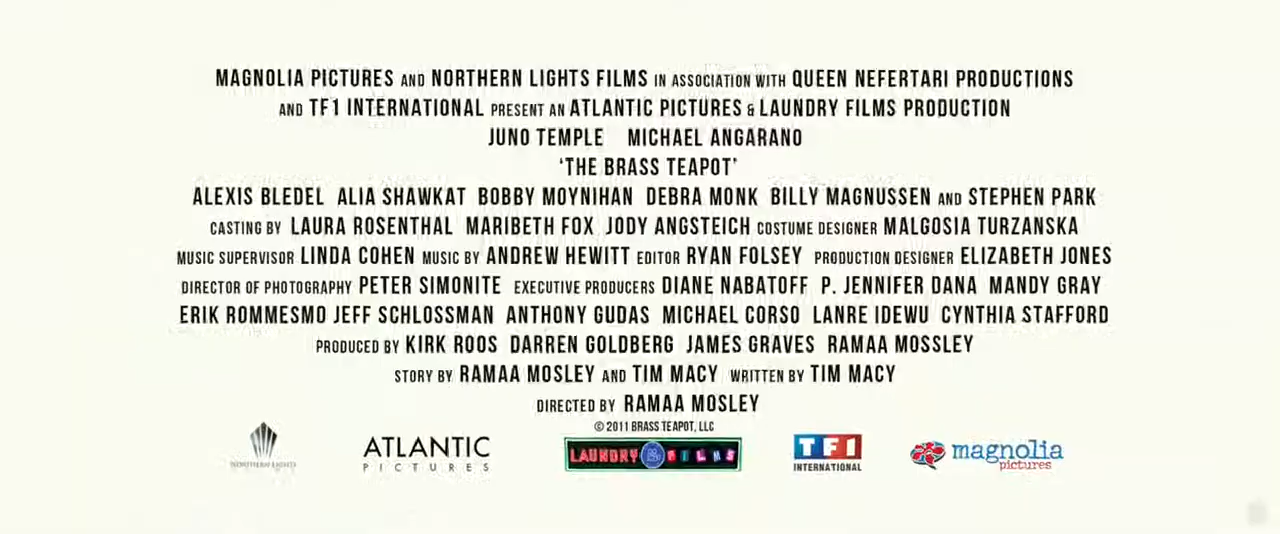 MAGNOLIA PICTURES AND NORTHERN LIGHTS FILMS IN ASSOCIATION WITH QUEEN NEFERTARI PRODUCTIONS
AND TF1 INTERNATIONAL PRESENT AN ATLANTIC PICTURES & LAUNDRY FILMS PRODUCTION
JUNO TEMPLE MICHAEL ANGARANO
'THE BRASS TEAPOT'
ALEXIS BLEDEL ALIA SHAWKAT BOBBY MOYNIHAN DEBRA MONK BILLY MAGNUSSEN AND STEPHEN PARK
CASTING BY LAURA ROSENTHAL MARIBETH FOX JODY ANGSTEICH COSTUME DESIGNER MALGOSIA TURZANSKA
MUSIC SUPERVISOR LINDA COHEN MUSIC BY ANDREW HEWITT EDITOR RYAN FOLSEY PRODUCTION DESIGNER ELIZABETH JONES
DIRECTOR OF PHOTOGRAPHY PETER SIMONITE EXECUTIVE PRODUCERS DIANE NABATOFF P. JENNIFER DANA MANDY GRAY
ERIK ROMMESMO JEFF SCHLOSSMAN ANTHONY GUDAS MICHAEL CORSO LANRE IDEWU CYNTHIA STAFFORD
PRODUCED BY KIRK ROOS DARREN GOLDBERG JAMES GRAVES RAMAA MOSSLEY
STORY BY RAMAA MOSLEY AND TIM MACY WRITTEN BY TIM MACY
DIRECTED BY RAMAA MOSLEY
© 2011 BRASS TEAPOT, LLC
NORTHERN LIGHTS
ATLANTIC
PICTURES
LAUNDRY FILMS
TF1
INTERNATIONAL
magnolia
pictures